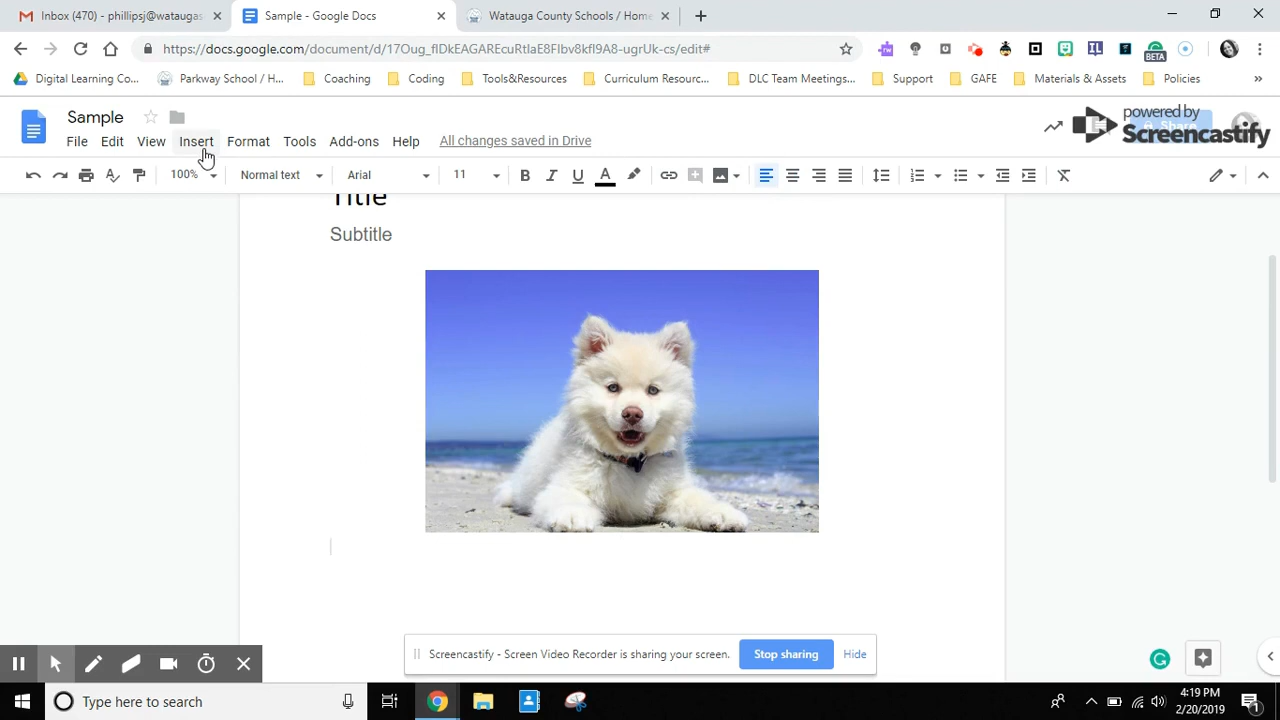 Inbox (470) - phillipsj@watauga
Sample - Google Docs
Watauga County Schools / Home
https://docs.google.com/document/d/17Oug_fIDkEAGAREcuRtlaE8FIbv8kfl9A8-ugrUk-cs/edit#
BETA
Digital Learning Co...
Parkway School / H...
Coaching
Coding
Tools&Resources
Curriculum Resourc...
DLC Team Meetings...
Support
GAFE
Materials & Assets
Policies
Sample
powered by
Screencastify
Share
File Edit View Insert Format Tools Add-ons Help All changes saved in Drive
100% Normal text Arial 11 B I U A
Title
Subtitle
Screencastify - Screen Video Recorder is sharing your screen.
Stop sharing
Hide
Type here to search
4:19 PM
2/20/2019
1